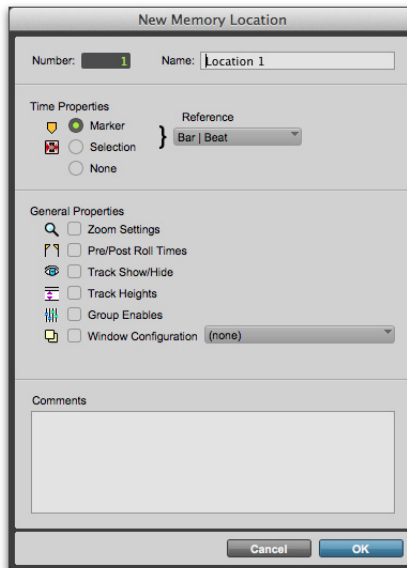 New Memory Location
Number: 1 Name: Location 1
Time Properties
Reference
Marker
Bar | Beat
Selection
None
General Properties
Zoom Settings
Pre/Post Roll Times
Track Show/Hide
Track Heights
Group Enables
Window Configuration (none)
Comments
Cancel OK